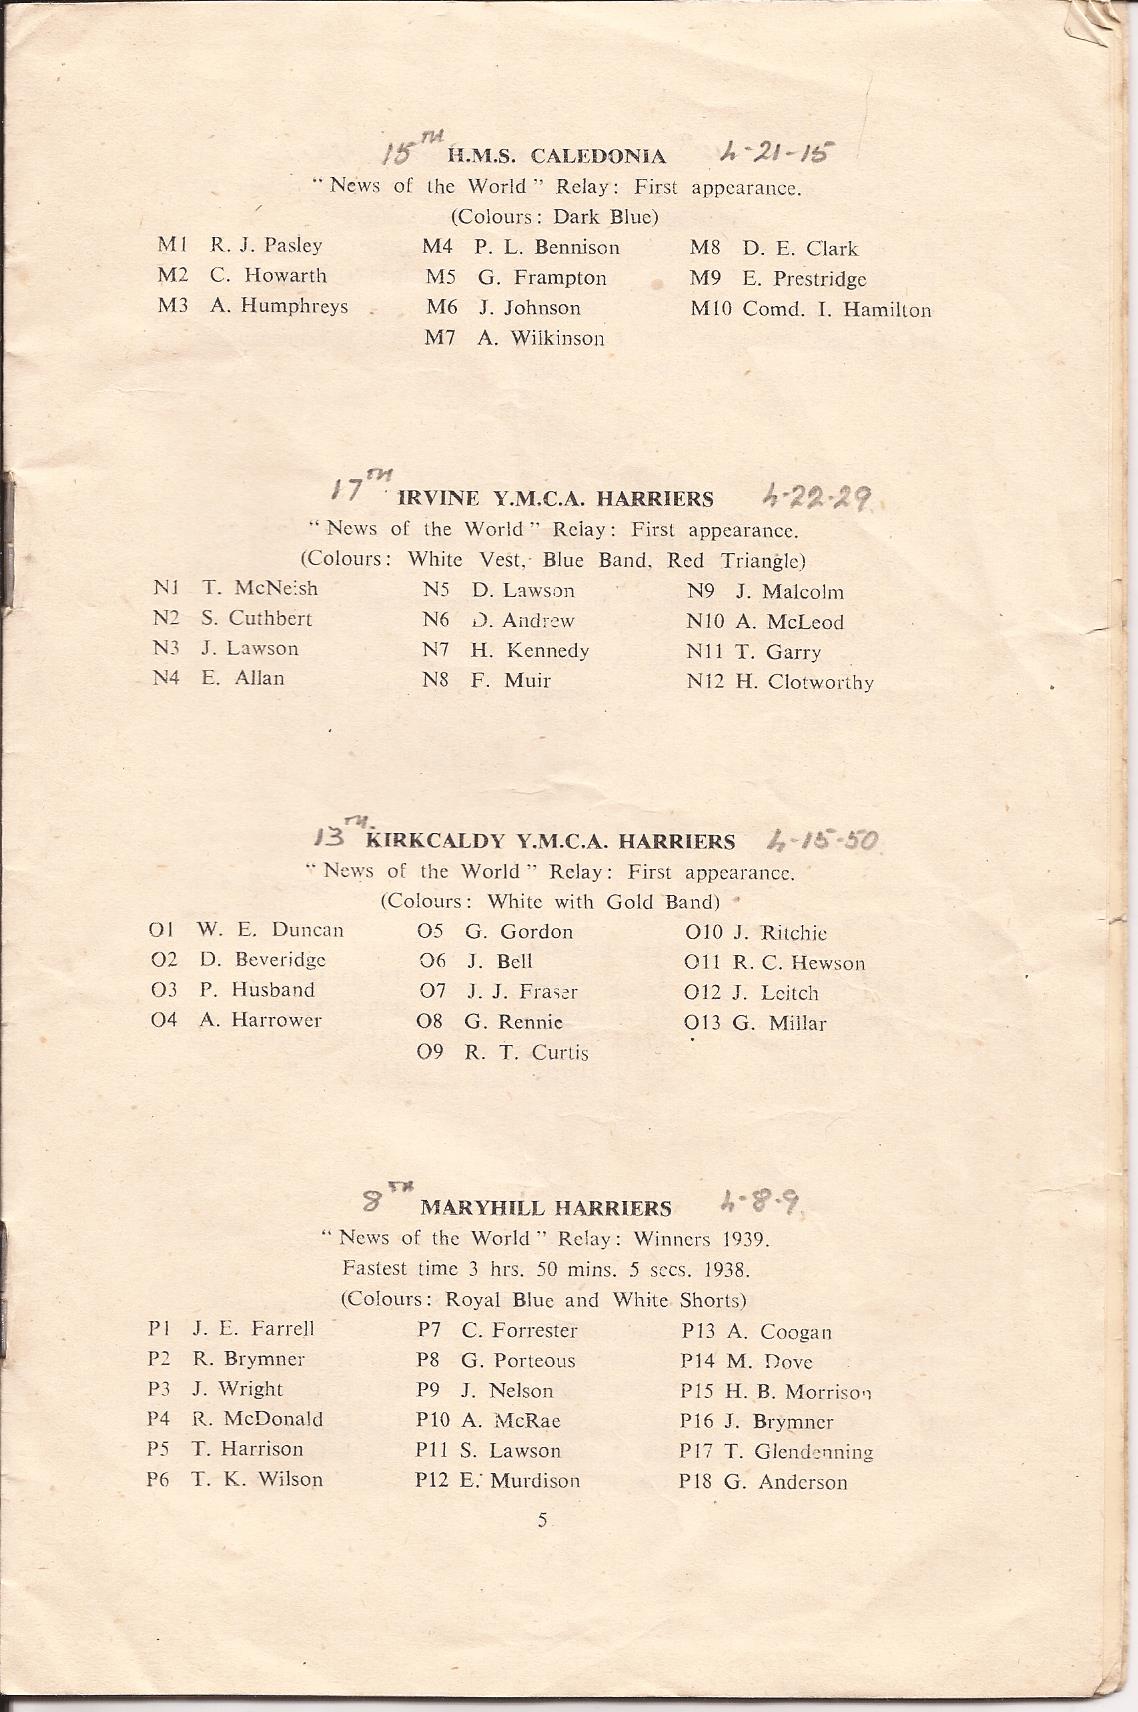 15TH H.M.S. CALEDONIA 4-21-15
“ News of the World ” Relay : First appearance.
(Colours : Dark Blue)
M1 R. J. Pasley M4 P. L. Bennison M8 D. E. Clark
M2 C. Howarth M5 G. Frampton M9 E. Prestridge
M3 A. Humphreys M6 J. Johnson M10 Comd. I. Hamilton
M7 A. Wilkinson
17TH IRVINE Y.M.C.A. HARRIERS 4-22-29
“ News of the World ” Relay : First appearance.
(Colours : White Vest, Blue Band, Red Triangle)
N1 T. McNeish N5 D. Lawson N9 J. Malcolm
N2 S. Cuthbert N6 D. Andrew N10 A. McLeod
N3 J. Lawson N7 H. Kennedy N11 T. Garry
N4 E. Allan N8 F. Muir N12 H. Clotworthy
13TH. KIRKCALDY Y.M.C.A. HARRIERS 4-15-50
“ News of the World ” Relay : First appearance.
(Colours : White with Gold Band)
O1 W. E. Duncan O5 G. Gordon O10 J. Ritchie
O2 D. Beveridge O6 J. Bell O11 R. C. Hewson
O3 P. Husband O7 J. J. Fraser O12 J. Leitch
O4 A. Harrower O8 G. Rennie O13 G. Millar
O9 R. T. Curtis
8TH MARYHILL HARRIERS 4-8-9
“ News of the World ” Relay : Winners 1939.
Fastest time 3 hrs. 50 mins. 5 secs. 1938.
(Colours : Royal Blue and White Shorts)
P1 J. E. Farrell P7 C. Forrester P13 A. Coogan
P2 R. Brymner P8 G. Porteous P14 M. Dove
P3 J. Wright P9 J. Nelson P15 H. B. Morrison
P4 R. McDonald P10 A. McRae P16 J. Brymner
P5 T. Harrison P11 S. Lawson P17 T. Glendenning
P6 T. K. Wilson P12 E. Murdison P18 G. Anderson
5